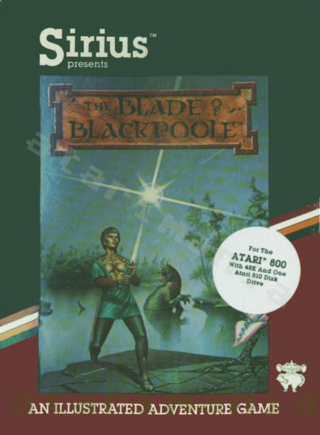 Sirius™
presents
THE BLADE OF
BLACKPOOLE
For The
ATARI® 800
With 48K And One
Atari 810 Disk
Drive
AN ILLUSTRATED ADVENTURE GAME